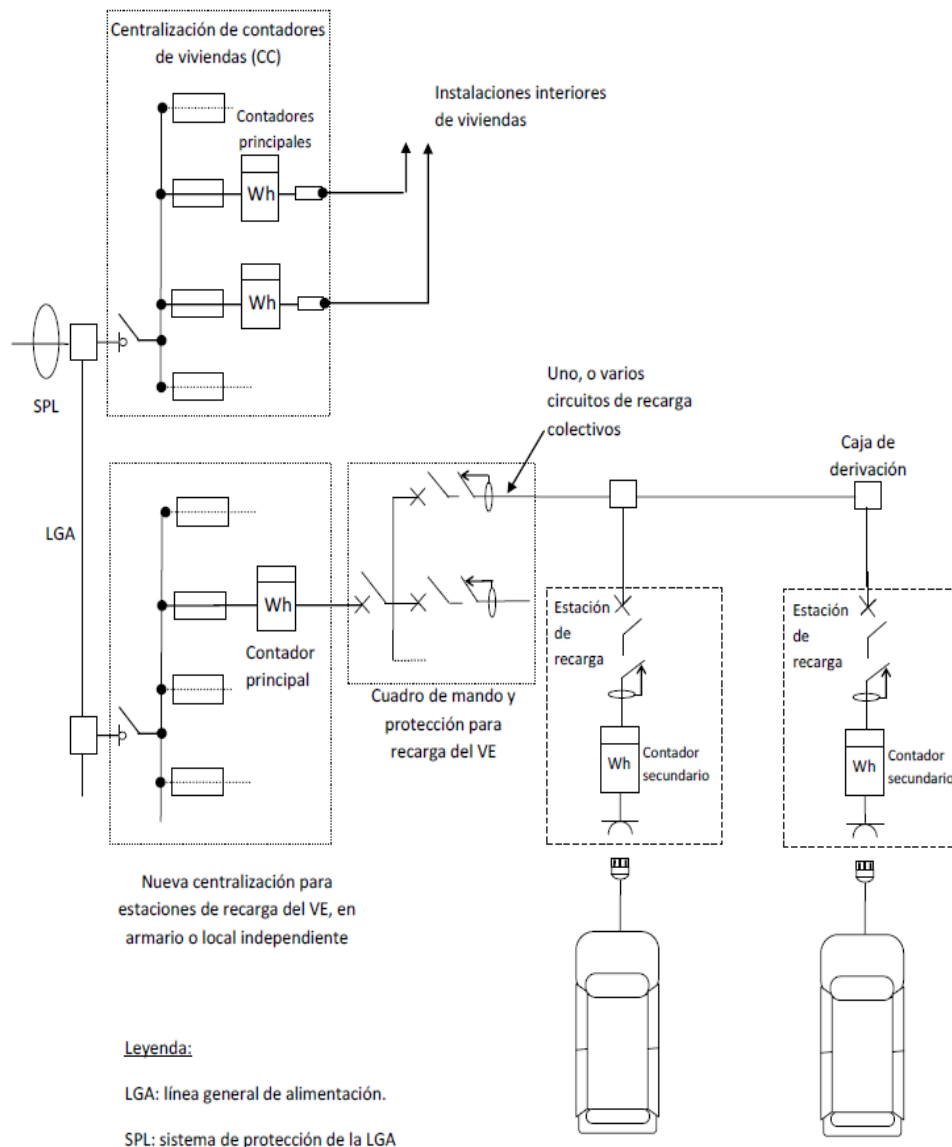 Centralización de contadores
de viviendas (CC)
Contadores
principales
Wh
Wh
Instalaciones interiores
de viviendas
SPL
Uno, o varios
circuitos de recarga
colectivos
Caja de
derivación
LGA
Wh
Contador
principal
Cuadro de mando y
protección para
recarga del VE
Estación
de
recarga
Wh
Contador
secundario
Estación
de
recarga
Wh
Contador
secundario
Nueva centralización para
estaciones de recarga del VE, en
armario o local independiente
Leyenda:
LGA: línea general de alimentación.
SPL: sistema de protección de la LGA